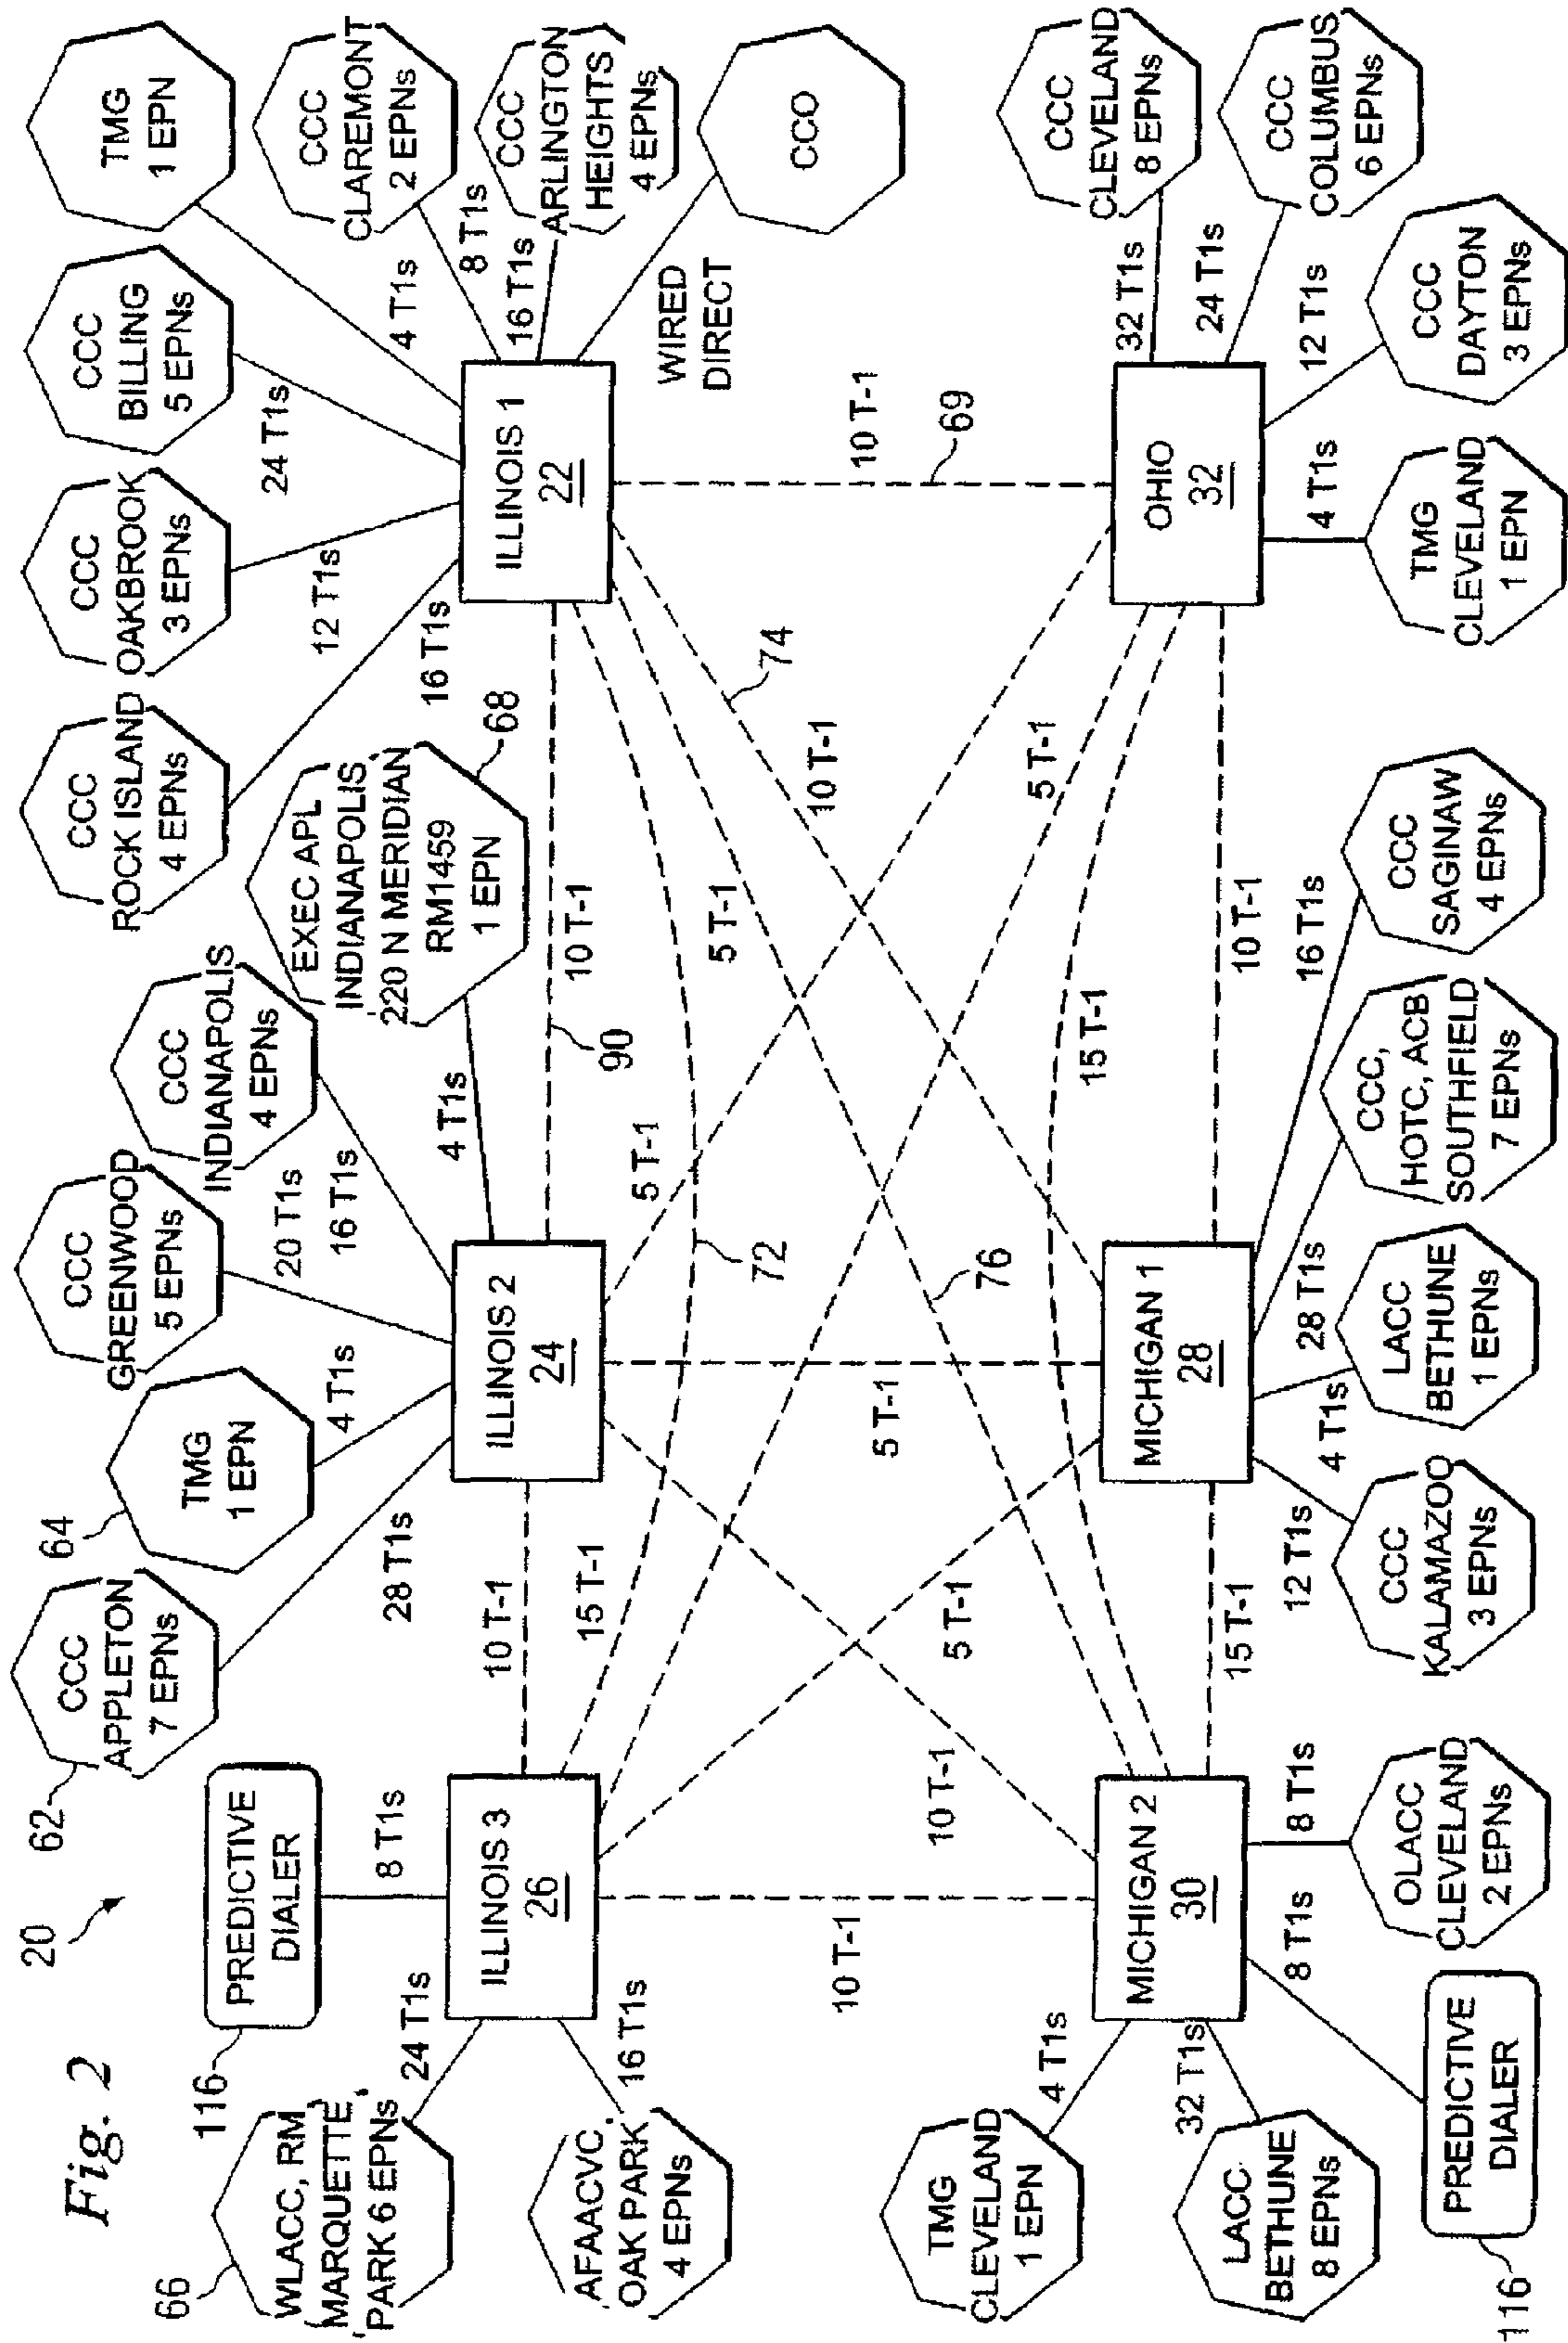 Fig. 2
20
66
WLACC, RM
MARQUETTE,
PARK 6 EPNs
24 T1s
116
PREDICTIVE
DIALER
8 T1s
62
CCC
APPLETON
7 EPNs
28 T1s
64
TMG
1 EPN
4 T1s
CCC
GREENWOOD
5 EPNs
20 T1s
CCC
INDIANAPOLIS
4 EPNs
16 T1s
EXEC APL
INDIANAPOLIS
220 N MERIDIAN
RM1459
1 EPN
68
4 T1s
CCC
ROCK ISLAND
4 EPNs
16 T1s
CCC
OAKBROOK
3 EPNs
12 T1s
CCC
BILLING
5 EPNs
24 T1s
TMG
1 EPN
4 T1s
CCC
CLAREMONT
2 EPNs
8 T1s
CCC
ARLINGTON
HEIGHTS
4 EPNs
16 T1s
CCO
WIRED
DIRECT
AFAACVC
OAK PARK
4 EPNs
16 T1s
ILLINOIS 3
26
10 T-1
15 T-1
ILLINOIS 2
24
10 T-1
90
5 T-1
72
ILLINOIS 1
22
5 T-1
10 T-1
74
10 T-1
69
10 T-1
10 T-1
5 T-1
5 T-1
76
15 T-1
5 T-1
TMG
CLEVELAND
1 EPN
4 T1s
LACC
BETHUNE
8 EPNs
32 T1s
MICHIGAN 2
30
15 T-1
MICHIGAN 1
28
10 T-1
OHIO
32
116
PREDICTIVE
DIALER
8 T1s
OLACC
CLEVELAND
2 EPNs
8 T1s
CCC
KALAMAZOO
3 EPNs
12 T1s
LACC
BETHUNE
1 EPNs
4 T1s
CCC,
HOTC, ACB
SOUTHFIELD
7 EPNs
28 T1s
CCC
SAGINAW
4 EPNs
16 T1s
TMG
CLEVELAND
1 EPN
4 T1s
CCC
DAYTON
3 EPNs
12 T1s
CCC
COLUMBUS
6 EPNs
24 T1s
CCC
CLEVELAND
8 EPNs
32 T1s